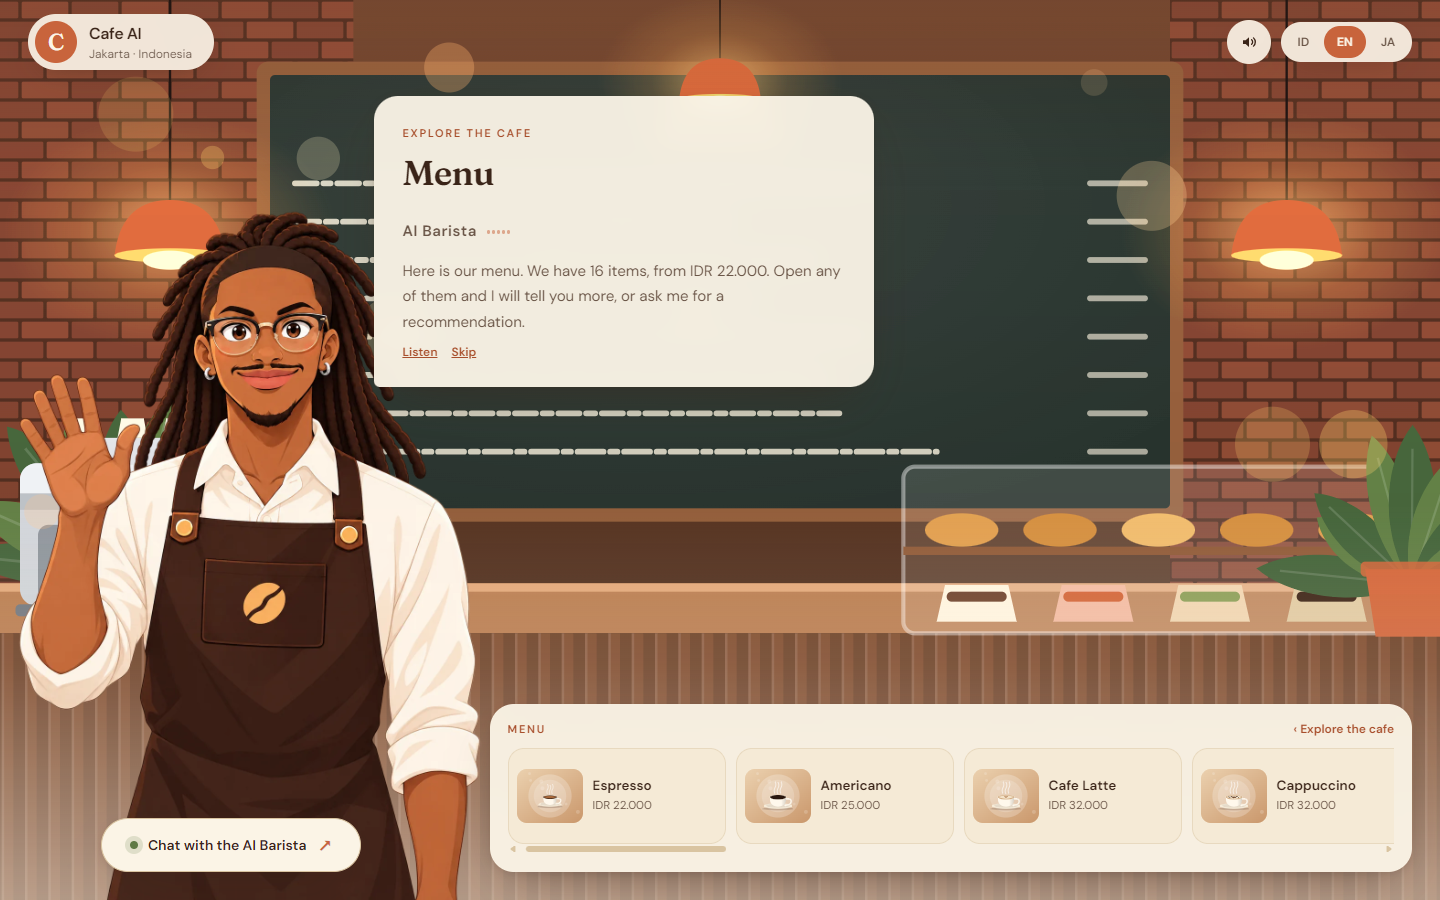 C
Cafe AI
Jakarta · Indonesia
ID
EN
JA
EXPLORE THE CAFE
Menu
AI Barista
Here is our menu. We have 16 items, from IDR 22.000. Open any
of them and I will tell you more, or ask me for a
recommendation.
Listen Skip
MENU
‹ Explore the cafe
Espresso
IDR 22.000
Americano
IDR 25.000
Cafe Latte
IDR 32.000
Cappuccino
IDR 32.000
Chat with the AI Barista ↗